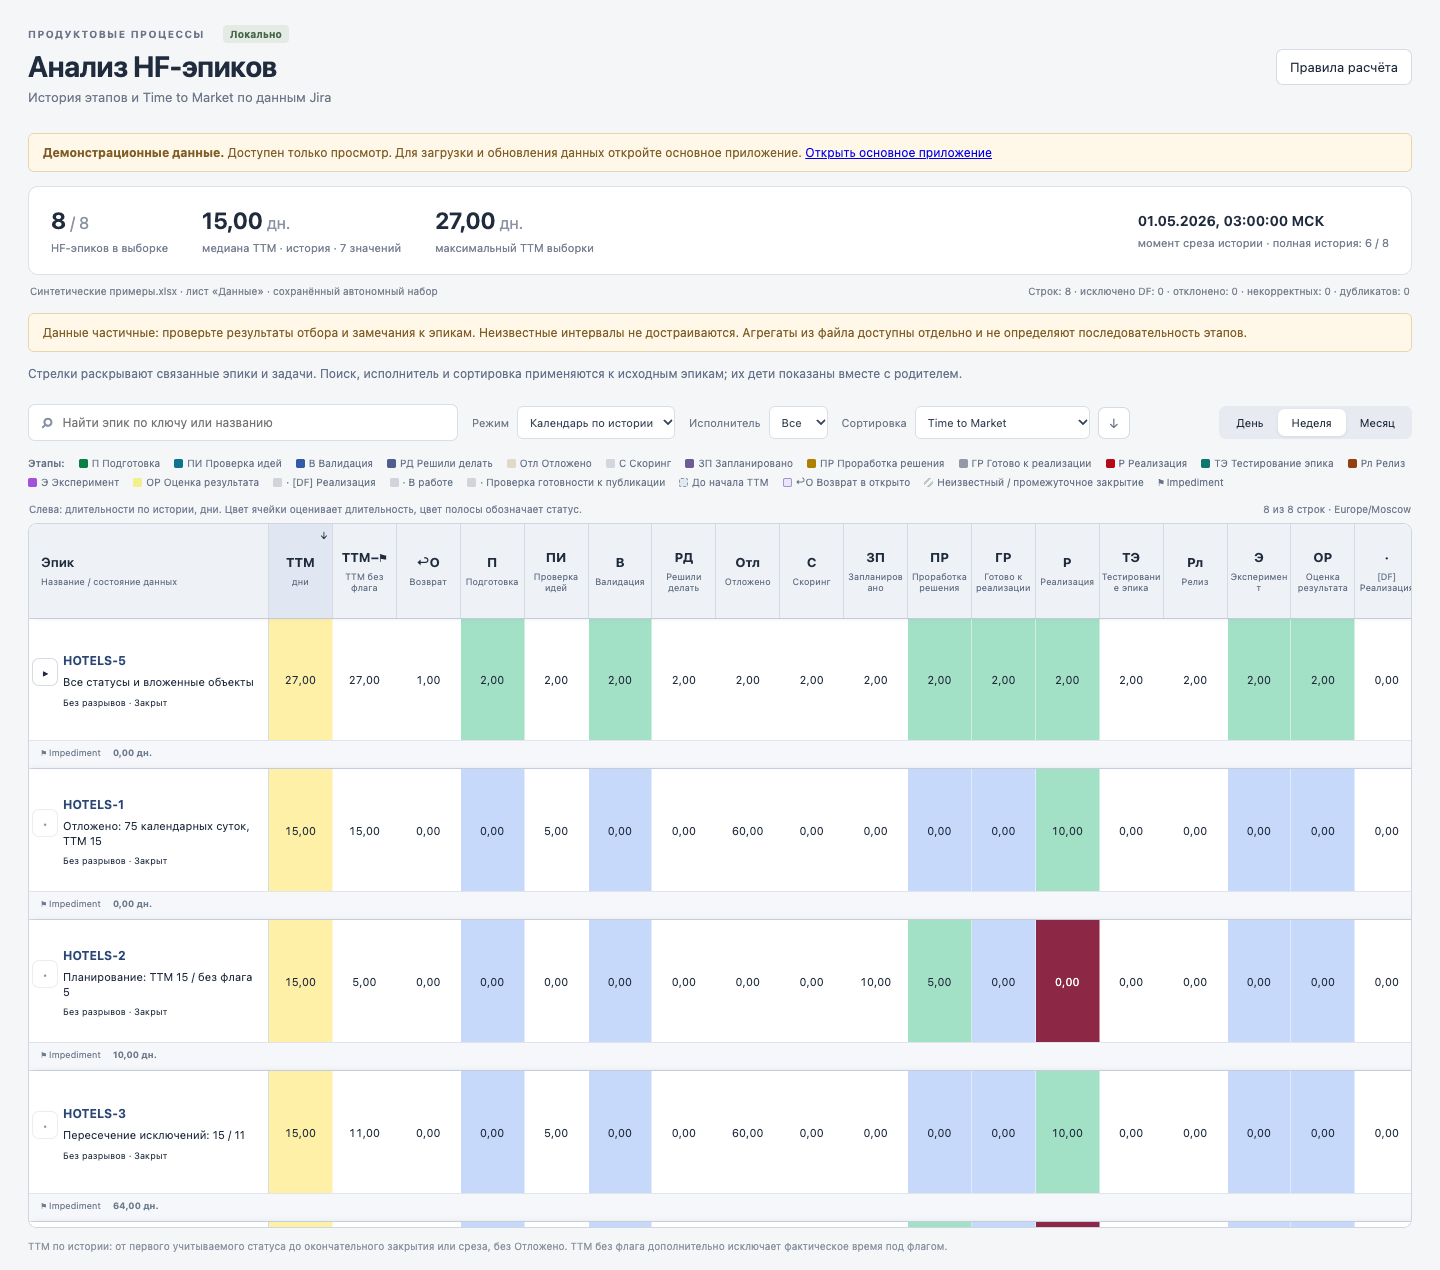 ПРОДУКТОВЫЕ ПРОЦЕССЫ Локально
Анализ HF-эпиков
История этапов и Time to Market по данным Jira
Правила расчёта
Демонстрационные данные. Доступен только просмотр. Для загрузки и обновления данных откройте основное приложение. Открыть основное приложение
8 / 8
HF-эпиков в выборке
15,00 дн.
медиана ТТМ · история · 7 значений
27,00 дн.
максимальный ТТМ выборки
01.05.2026, 03:00:00 МСК
момент среза истории · полная история: 6 / 8
Синтетические примеры.xlsx · лист «Данные» · сохранённый автономный набор
Строк: 8 · исключено DF: 0 · отклонено: 0 · некорректных: 0 · дубликатов: 0
Данные частичные: проверьте результаты отбора и замечания к эпикам. Неизвестные интервалы не достраиваются. Агрегаты из файла доступны отдельно и не определяют последовательность этапов.
Стрелки раскрывают связанные эпики и задачи. Поиск, исполнитель и сортировка применяются к исходным эпикам; их дети показаны вместе с родителем.
Найти эпик по ключу или названию Режим Календарь по истории Исполнитель Все Сортировка Time to Market ↓ День Неделя Месяц
Этапы: П Подготовка ПИ Проверка идей В Валидация РД Решили делать Отл Отложено С Скоринг ЗП Запланировано ПР Проработка решения ГР Готово к реализации Р Реализация ТЭ Тестирование эпика Рл Релиз
Э Эксперимент ОР Оценка результата · [DF] Реализация · В работе · Проверка готовности к публикации До начала ТТМ ↩О Возврат в открыто Неизвестный / промежуточное закрытие ⚑ Impediment
Слева: длительности по истории, дни. Цвет ячейки оценивает длительность, цвет полосы обозначает статус.
8 из 8 строк · Europe/Moscow
↓
Эпик ТТМ ТТМ–⚑ ↩О П ПИ В РД Отл С ЗП ПР ГР Р ТЭ Рл Э ОР ·
Название / состояние данных дни ТТМ без флага Возврат Подготовка Проверка идей Валидация Решили делать Отложено Скоринг Запланировано Проработка решения Готово к реализации Реализация Тестирование эпика Релиз Эксперимент Оценка результата [DF] Реализация
HOTELS-5
Все статусы и вложенные объекты
Без разрывов · Закрыт
27,00 27,00 1,00 2,00 2,00 2,00 2,00 2,00 2,00 2,00 2,00 2,00 2,00 2,00 2,00 2,00 2,00 0,00
⚑ Impediment 0,00 дн.
HOTELS-1
Отложено: 75 календарных суток,
ТТМ 15
Без разрывов · Закрыт
15,00 15,00 0,00 0,00 5,00 0,00 0,00 60,00 0,00 0,00 0,00 0,00 10,00 0,00 0,00 0,00 0,00 0,00
⚑ Impediment 0,00 дн.
HOTELS-2
Планирование: ТТМ 15 / без флага
5
Без разрывов · Закрыт
15,00 5,00 0,00 0,00 0,00 0,00 0,00 0,00 0,00 10,00 5,00 0,00 0,00 0,00 0,00 0,00 0,00 0,00
⚑ Impediment 10,00 дн.
HOTELS-3
Пересечение исключений: 15 / 11
Без разрывов · Закрыт
15,00 11,00 0,00 0,00 5,00 0,00 0,00 60,00 0,00 0,00 0,00 0,00 10,00 0,00 0,00 0,00 0,00 0,00
⚑ Impediment 64,00 дн.
ТТМ по истории: от первого учитываемого статуса до окончательного закрытия или среза, без Отложено. ТТМ без флага дополнительно исключает фактическое время под флагом.